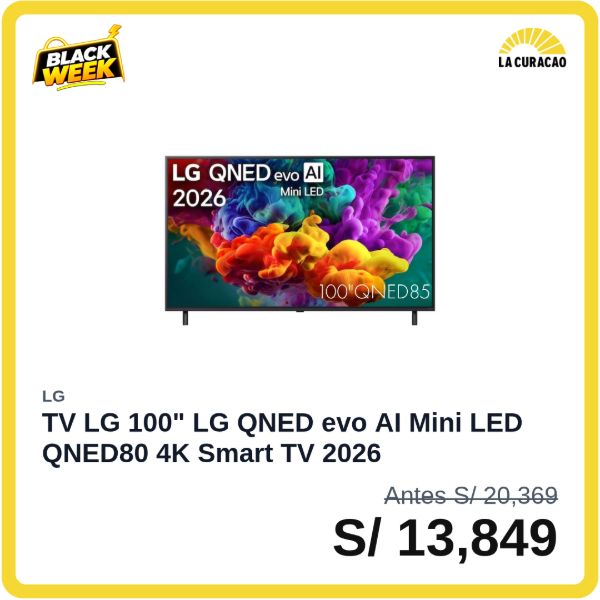 BLACK
WEEK
LA CURACAO
LG QNED evo AI
Mini LED
2026
100"QNED85
LG
TV LG 100" LG QNED evo AI Mini LED
QNED80 4K Smart TV 2026
Antes S/ 20,369
S/ 13,849